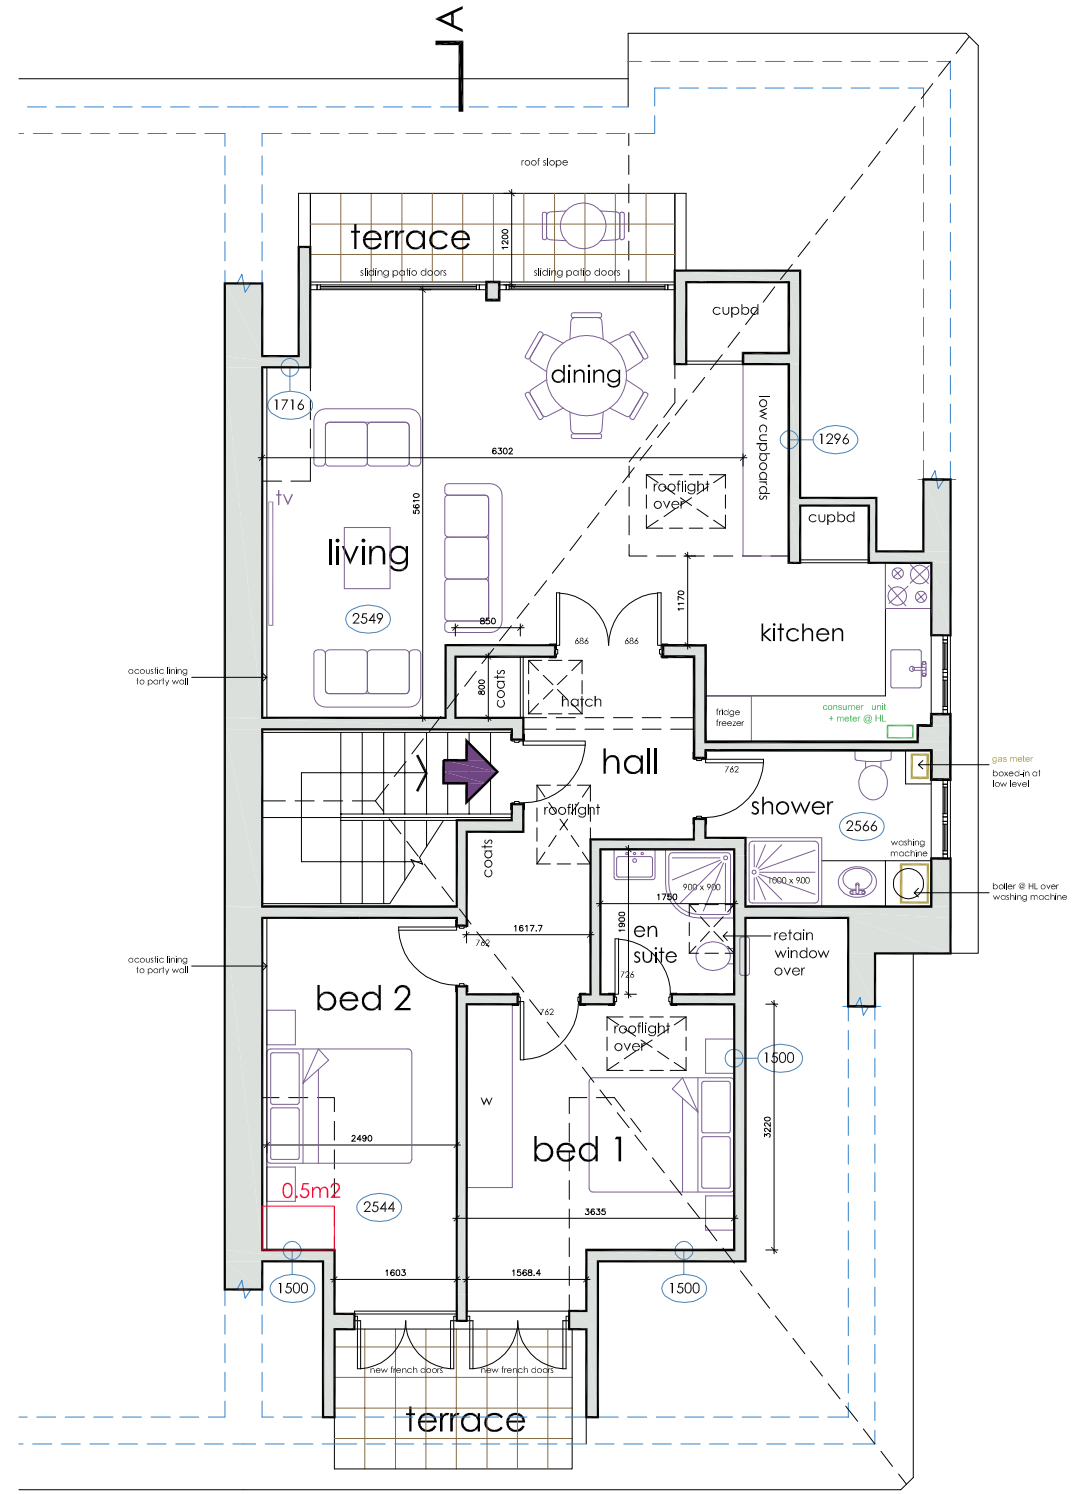 A
roof slope
terrace
1200
sliding patio doors
sliding patio doors
cupbd
dining
1716
low cupboards
1296
6302
rooflight
over
tv
5610
cupbd
living
2549
850
1170
686
686
kitchen
acoustic lining
to party wall
800
coats
hatch
fridge
freezer
consumer unit
+ meter @ HL
hall
762
gas meter
boxed-in at
low level
rooflight
shower
2566
coats
washing
machine
900 x 900
1000 x 900
boiler @ HL over
washing machine
1750
1900
1617.7
762
en
suite
retain
window
over
acoustic lining
to party wall
726
bed 2
762
rooflight
over
1500
w
3220
2490
bed 1
0.5m2
2544
3635
1603
1568.4
1500
1500
new french doors
new french doors
terrace